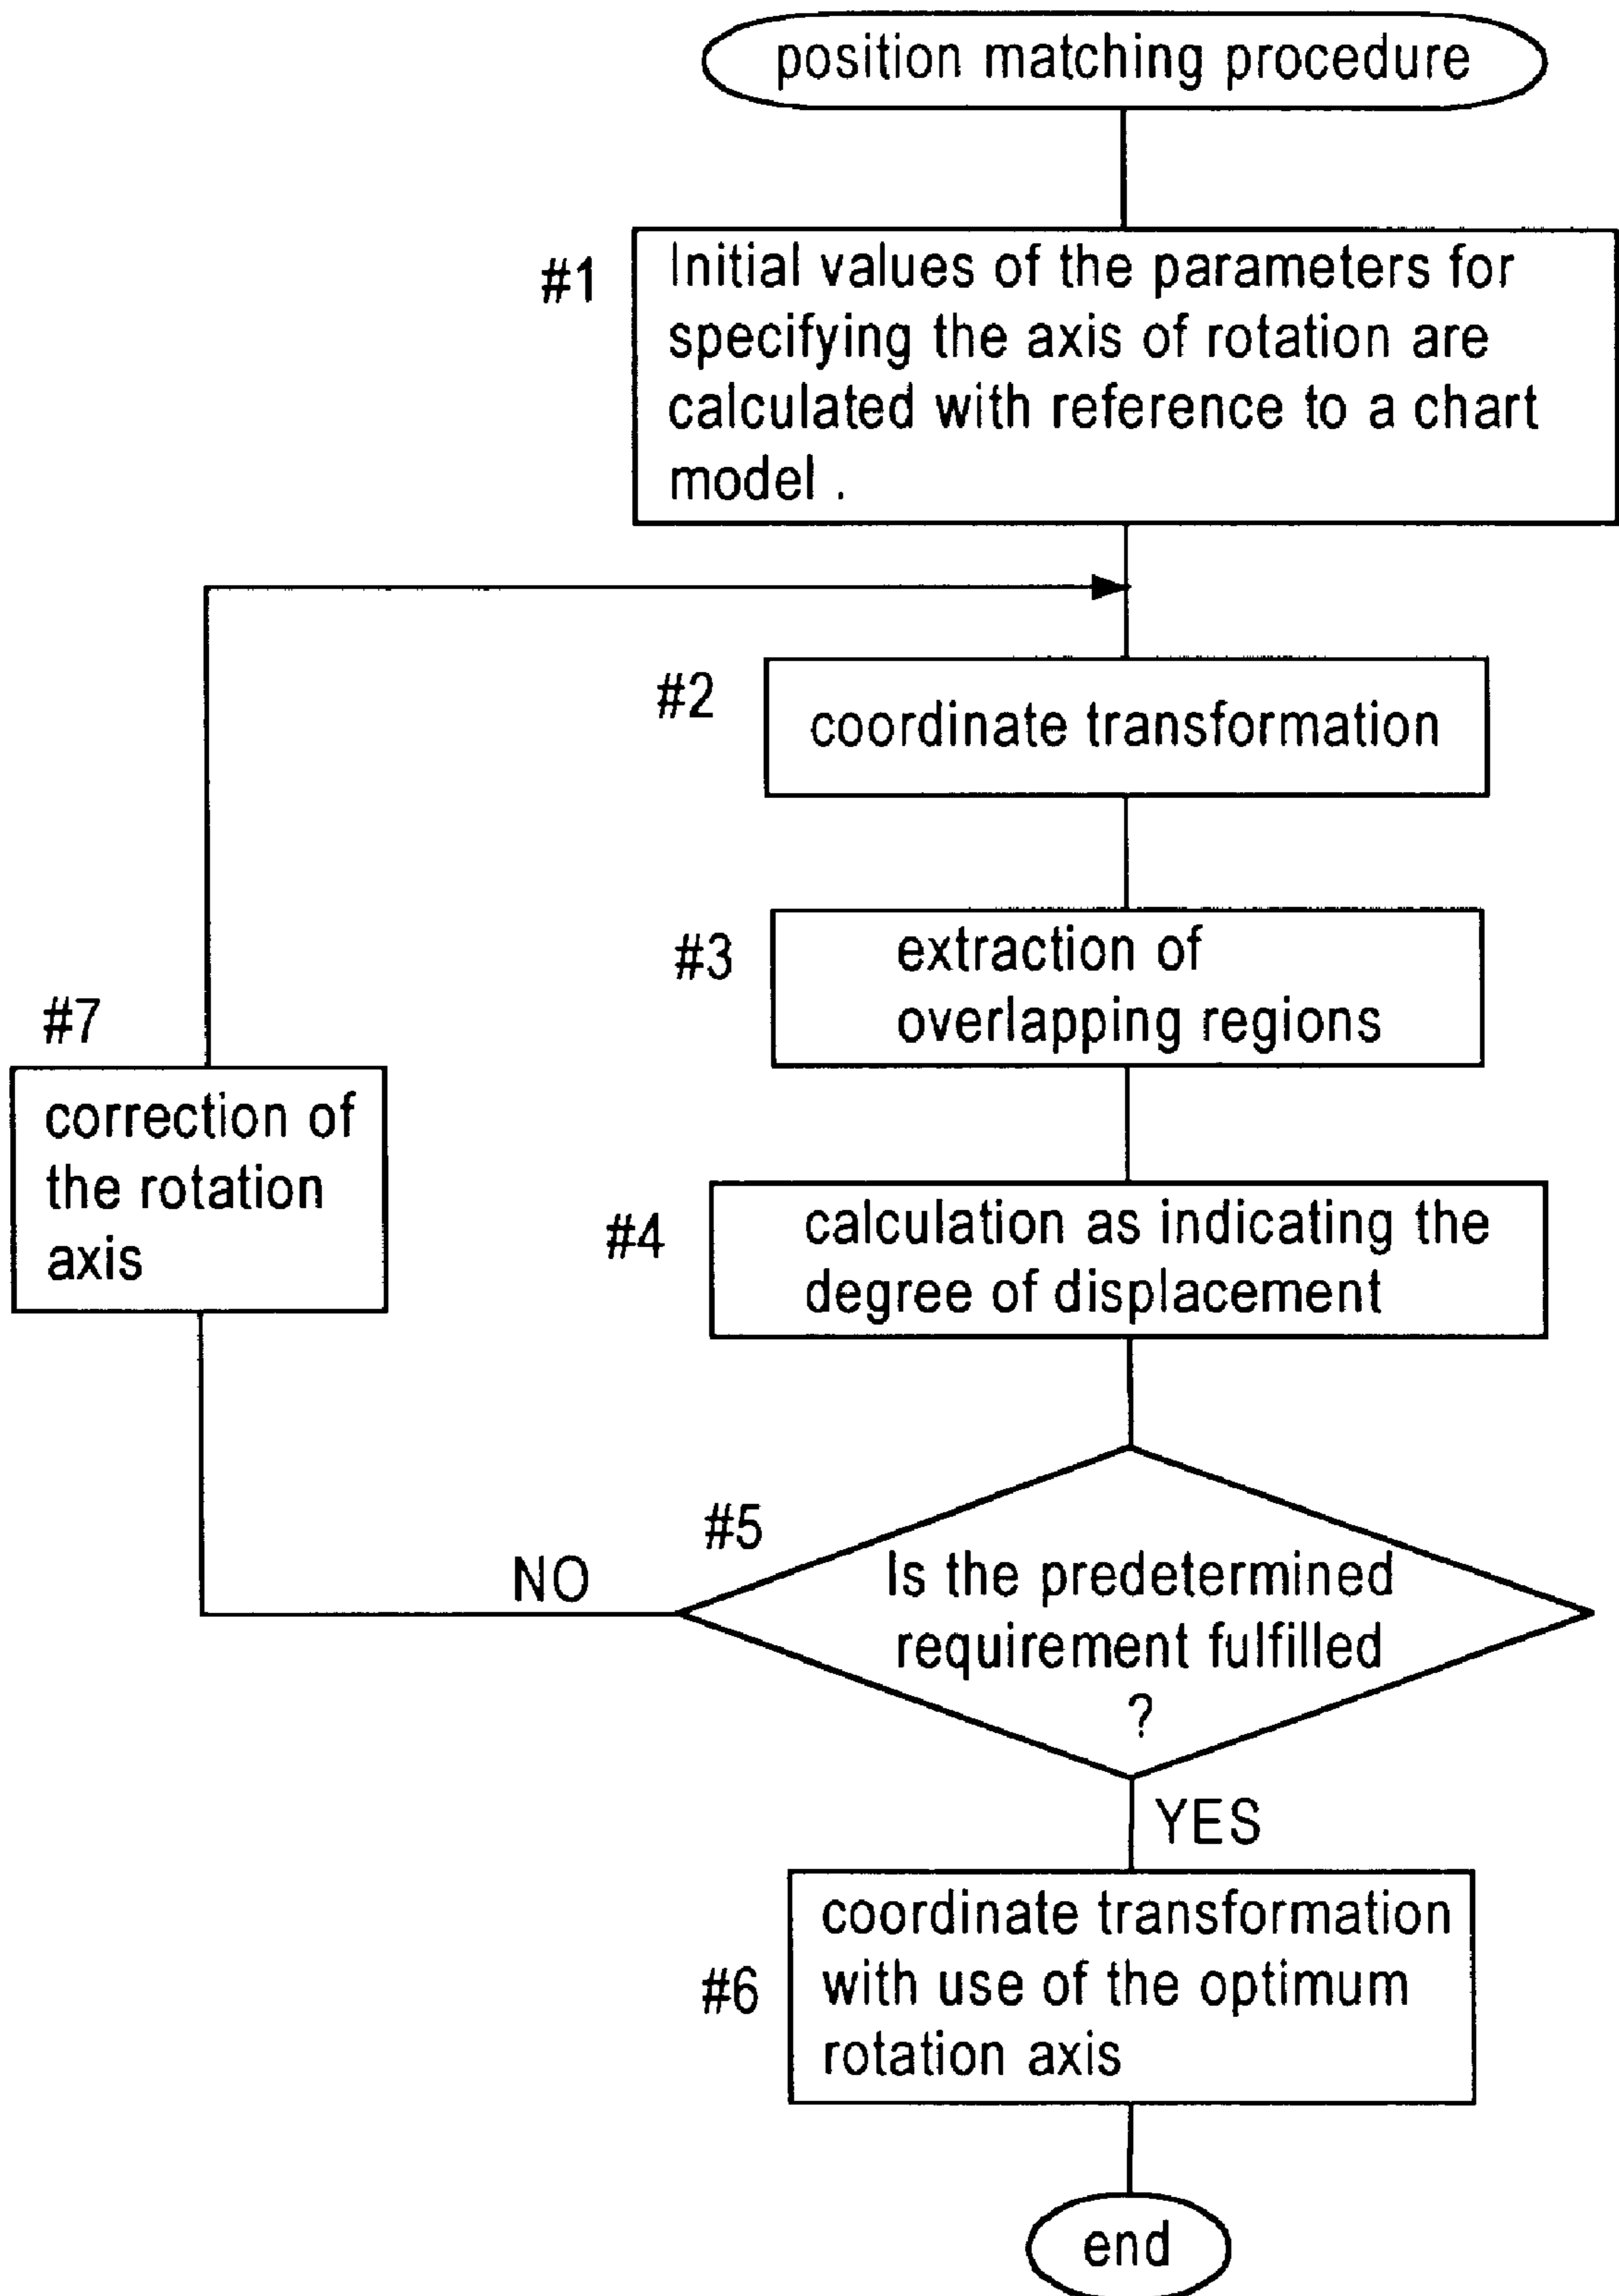 position matching procedure
#1
Initial values of the parameters for
specifying the axis of rotation are
calculated with reference to a chart
model .
#2
coordinate transformation
#3
extraction of
overlapping regions
#7
correction of
the rotation
axis
#4
calculation as indicating the
degree of displacement
#5
NO
Is the predetermined
requirement fulfilled
?
YES
#6
coordinate transformation
with use of the optimum
rotation axis
end